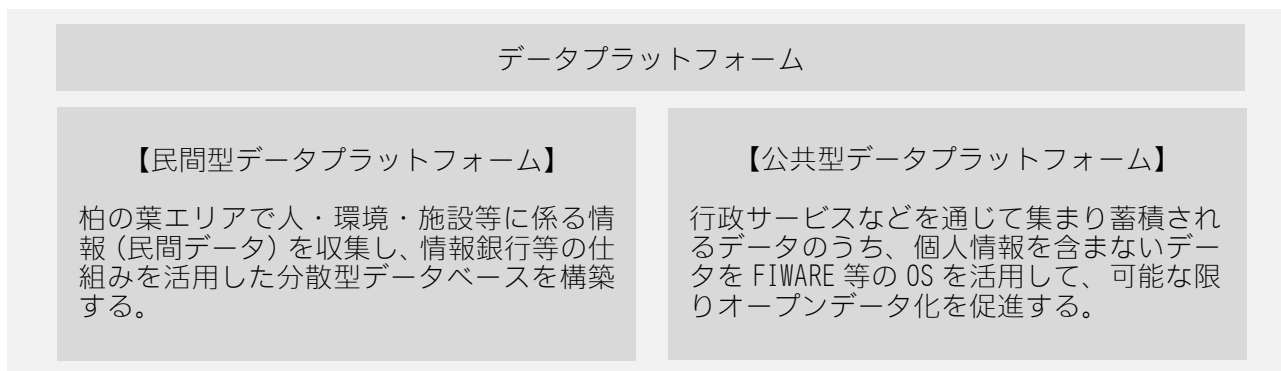 データプラットフォーム
【民間型データプラットフォーム】
柏の葉エリアで人・環境・施設等に係る情
報(民間データ)を収集し、情報銀行等の仕
組みを活用した分散型データベースを構築
する。
【公共型データプラットフォーム】
行政サービスなどを通じて集まり蓄積され
るデータのうち、個人情報を含まないデー
タを FIWARE 等の OS を活用して、可能な限
りオープンデータ化を促進する。